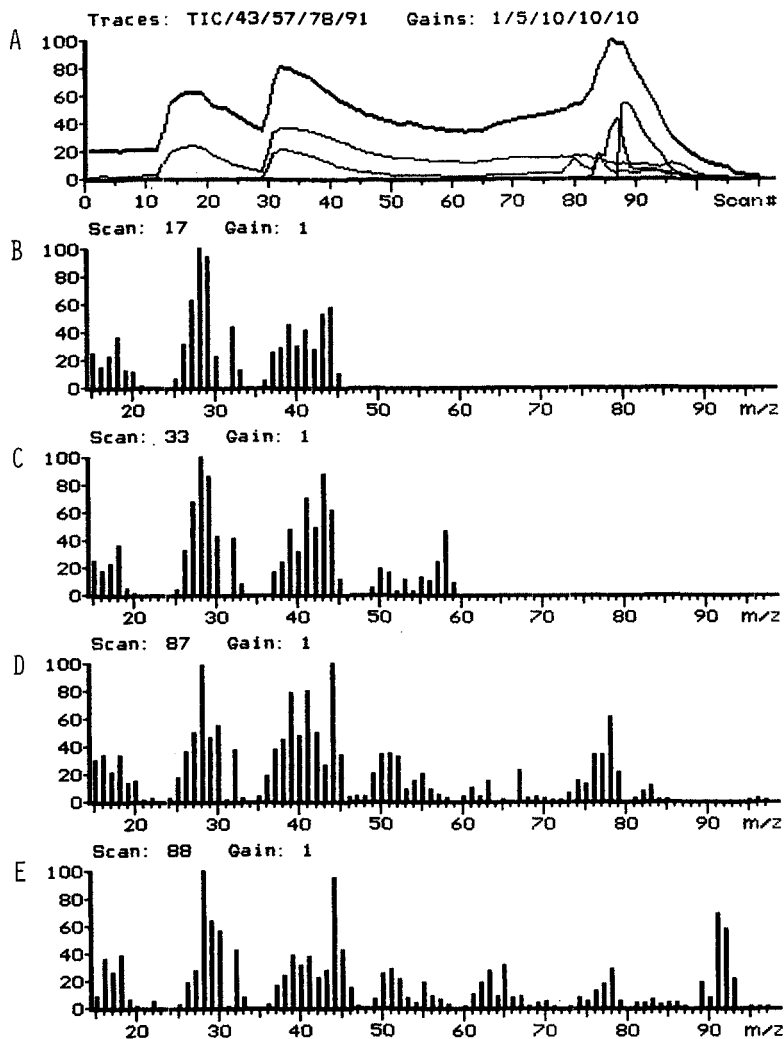 Traces: TIC/43/57/78/91 Gains: 1/5/10/10/10
A
100
80
60
40
20
0
0 10 20 30 40 50 60 70 80 90 Scan#
Scan: 17 Gain: 1
B
100
80
60
40
20
0
20 30 40 50 60 70 80 90 m/z
Scan: 33 Gain: 1
C
100
80
60
40
20
0
20 30 40 50 60 70 80 90 m/z
Scan: 87 Gain: 1
D
100
80
60
40
20
0
20 30 40 50 60 70 80 90 m/z
Scan: 88 Gain: 1
E
100
80
60
40
20
0
20 30 40 50 60 70 80 90 m/z